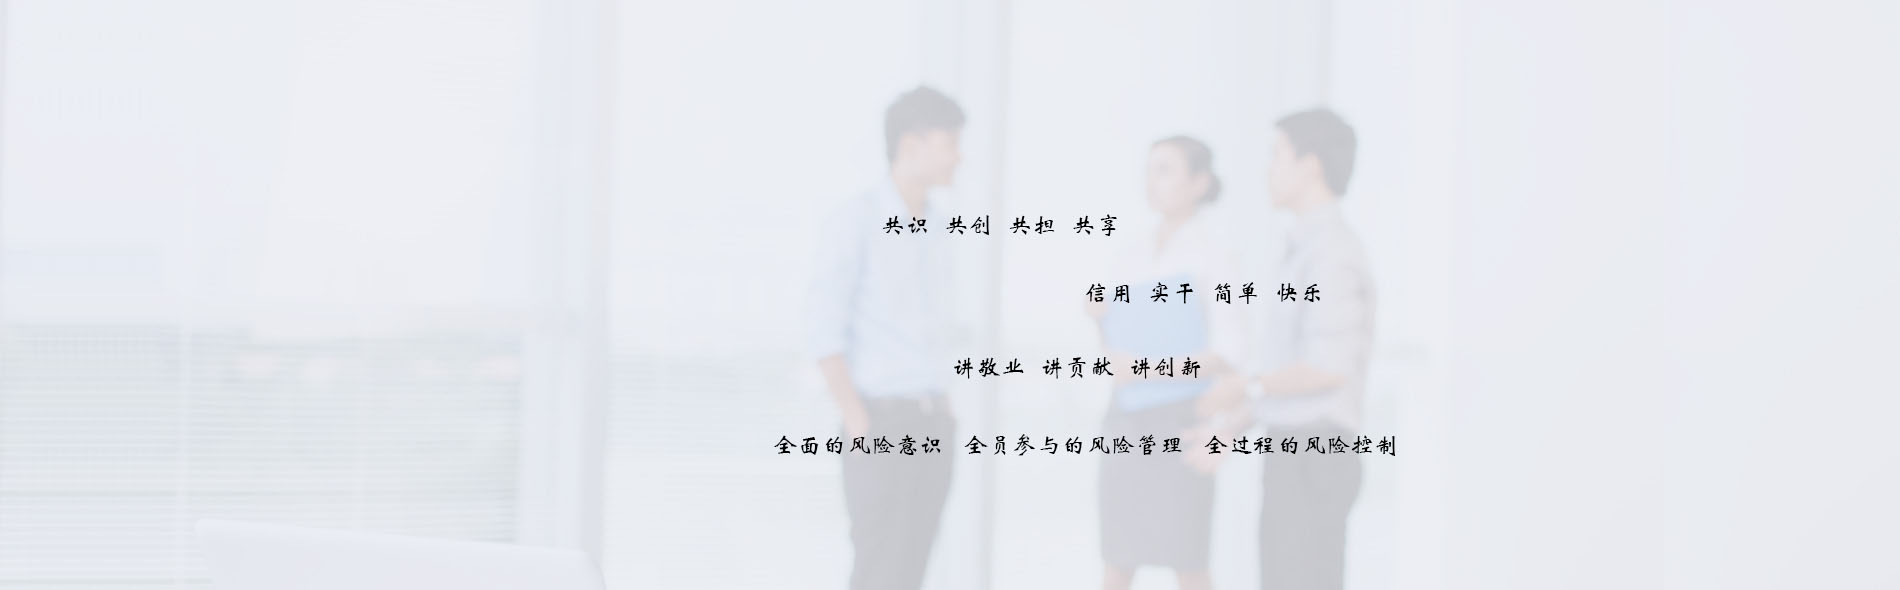 共识 共创 共担 共享
信用 实干 简单 快乐
讲敬业 讲贡献 讲创新
全面的风险意识 全员参与的风险管理 全过程的风险控制